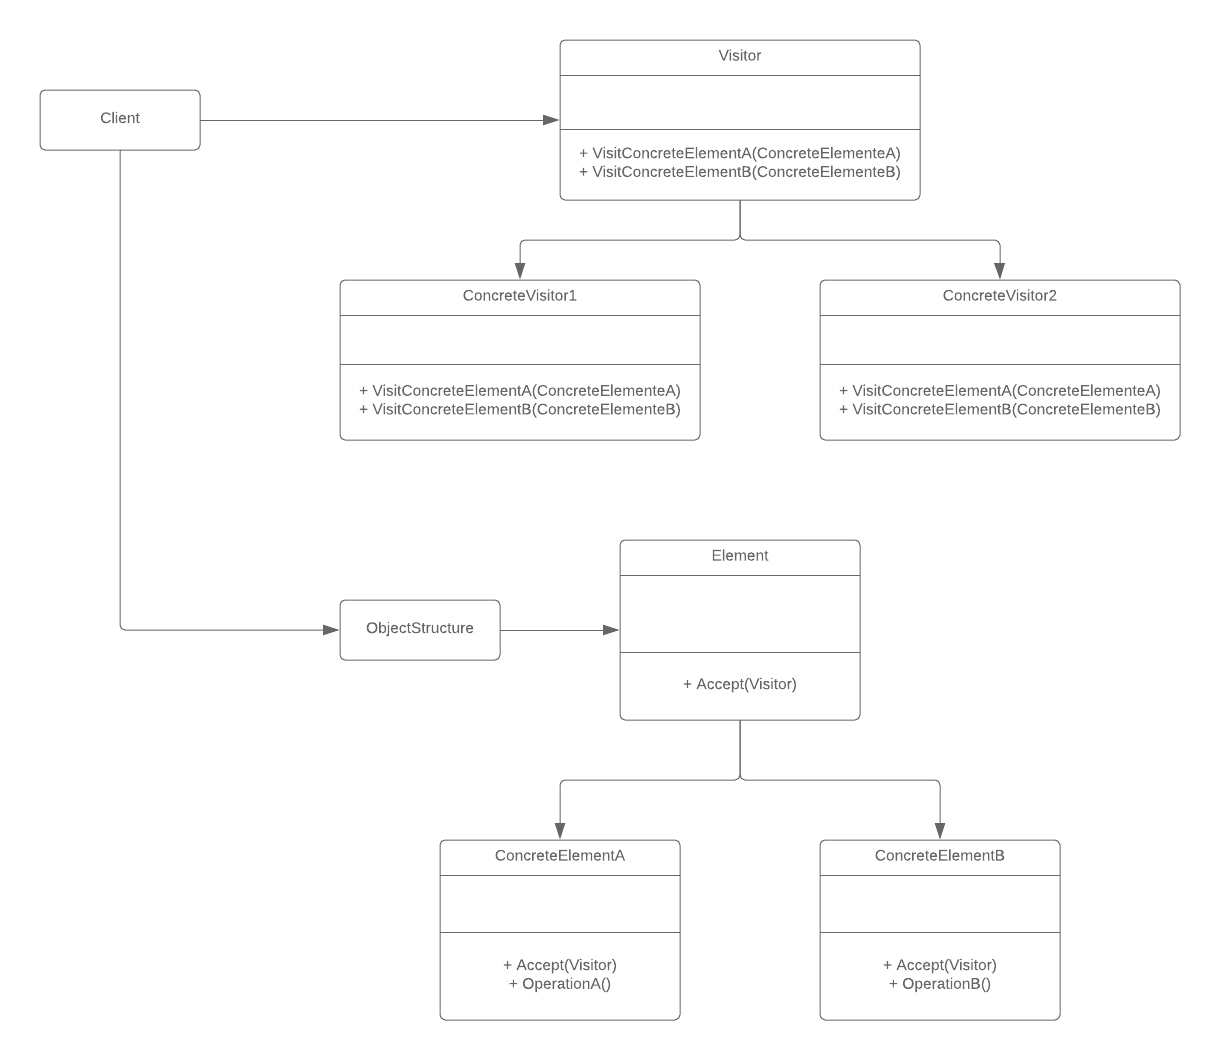 Visitor
Client
+ VisitConcreteElementA(ConcreteElementeA)
+ VisitConcreteElementB(ConcreteElementeB)
ConcreteVisitor1
ConcreteVisitor2
+ VisitConcreteElementA(ConcreteElementeA)
+ VisitConcreteElementB(ConcreteElementeB)
+ VisitConcreteElementA(ConcreteElementeA)
+ VisitConcreteElementB(ConcreteElementeB)
Element
ObjectStructure
+ Accept(Visitor)
ConcreteElementA
ConcreteElementB
+ Accept(Visitor)
+ OperationA()
+ Accept(Visitor)
+ OperationB()